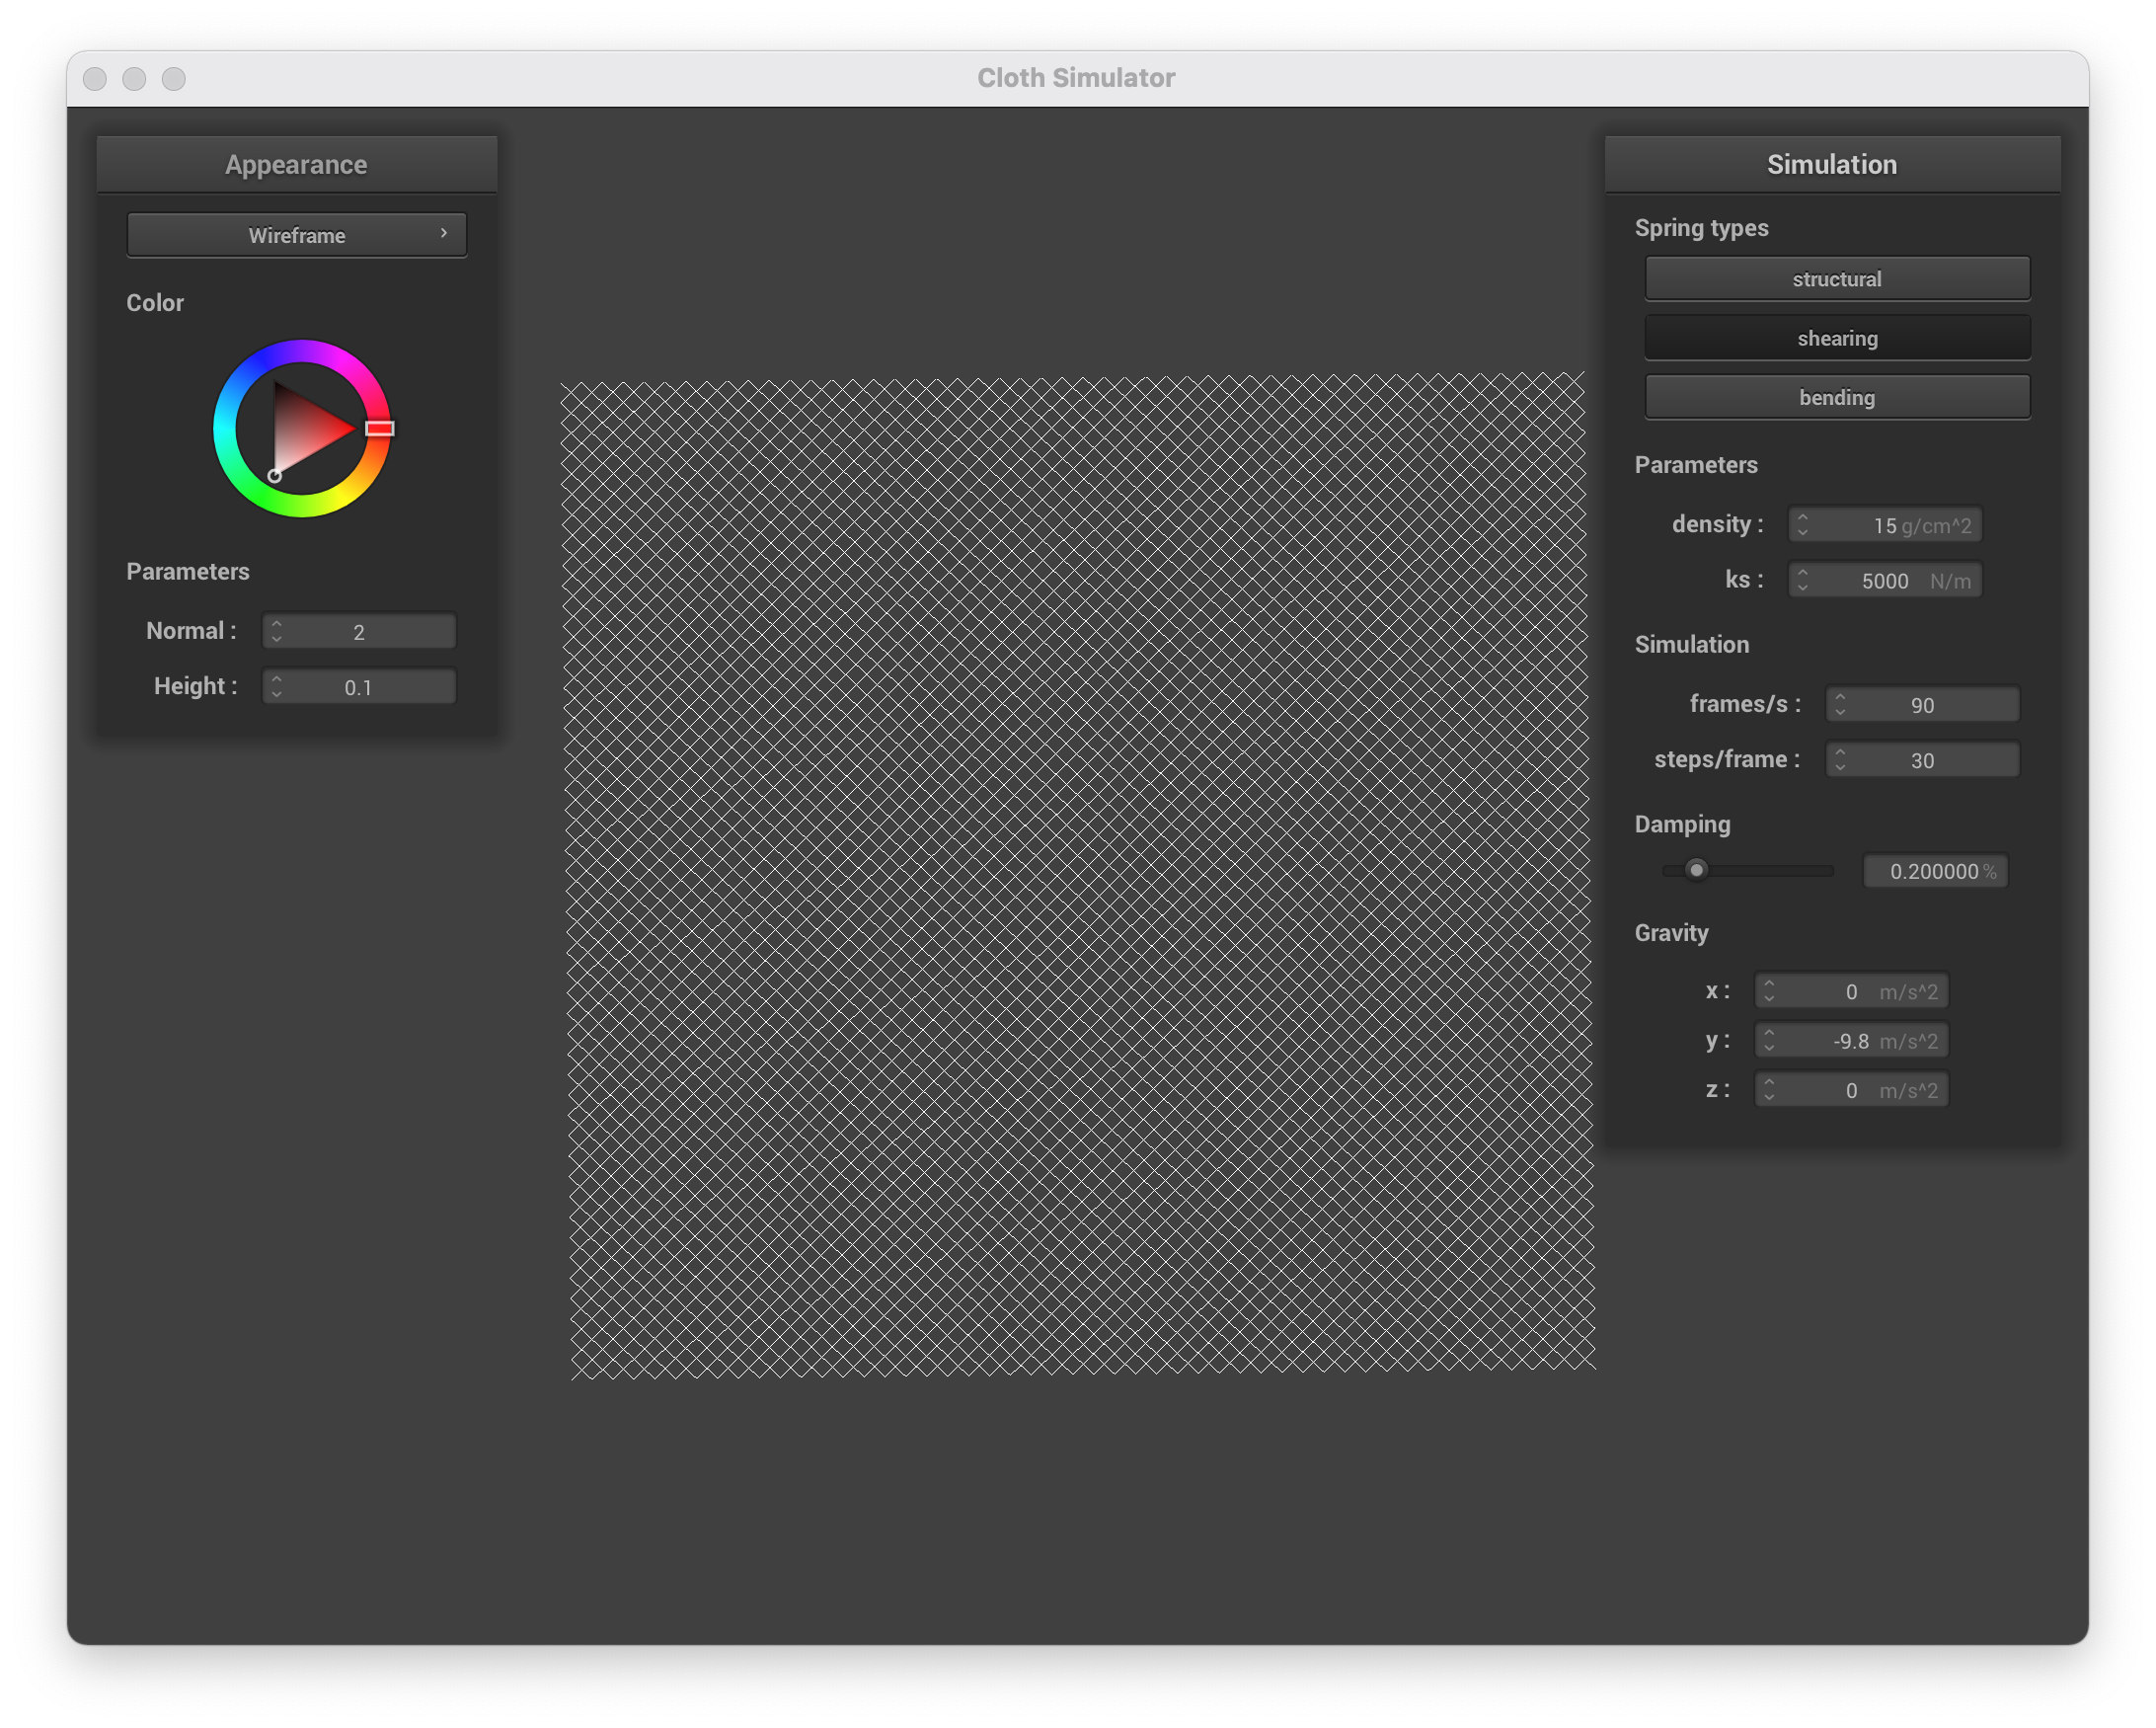 Cloth Simulator
Appearance
Wireframe ›
Color
Parameters
Normal : 2
Height : 0.1
Simulation
Spring types
structural
shearing
bending
Parameters
density : 15 g/cm^2
ks : 5000 N/m
Simulation
frames/s : 90
steps/frame : 30
Damping
0.200000 %
Gravity
x : 0 m/s^2
y : -9.8 m/s^2
z : 0 m/s^2